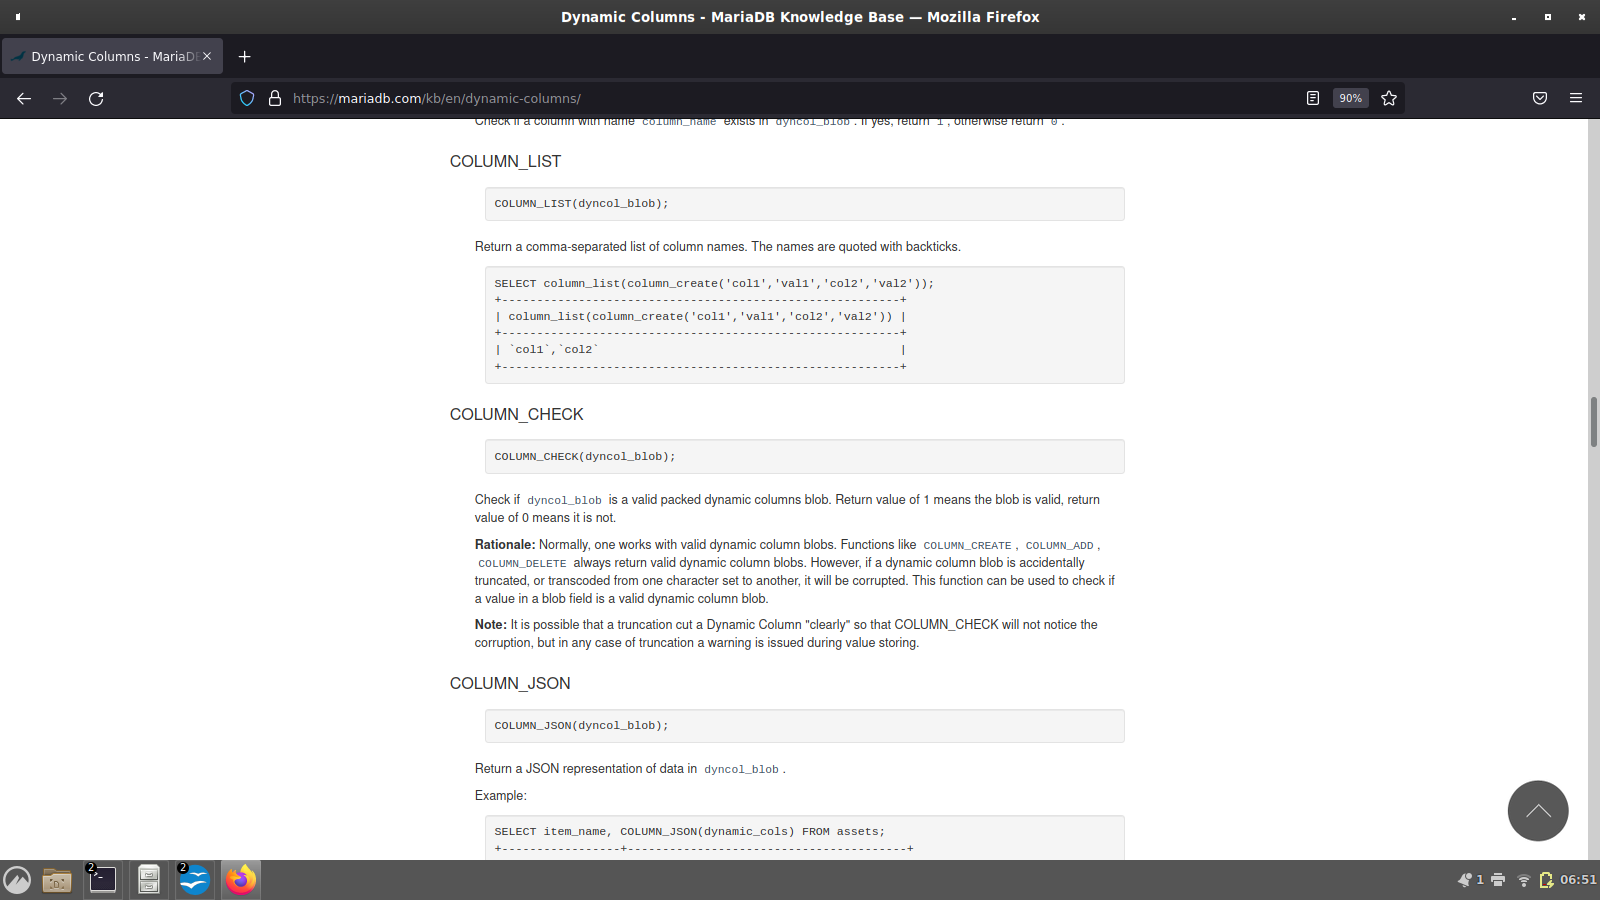 Dynamic Columns - MariaDB Knowledge Base — Mozilla Firefox
Dynamic Columns - MariaDB
https://mariadb.com/kb/en/dynamic-columns/
90%
Check if a column with name column_name exists in dyncol_blob . If yes, return 1 , otherwise return 0 .
COLUMN_LIST
COLUMN_LIST(dyncol_blob);
Return a comma-separated list of column names. The names are quoted with backticks.
SELECT column_list(column_create('col1','val1','col2','val2'));
+---------------------------------------------------------+
| column_list(column_create('col1','val1','col2','val2')) |
+---------------------------------------------------------+
| `col1`,`col2`                                           |
+---------------------------------------------------------+
COLUMN_CHECK
COLUMN_CHECK(dyncol_blob);
Check if dyncol_blob is a valid packed dynamic columns blob. Return value of 1 means the blob is valid, return
value of 0 means it is not.
Rationale: Normally, one works with valid dynamic column blobs. Functions like COLUMN_CREATE , COLUMN_ADD ,
COLUMN_DELETE always return valid dynamic column blobs. However, if a dynamic column blob is accidentally
truncated, or transcoded from one character set to another, it will be corrupted. This function can be used to check if
a value in a blob field is a valid dynamic column blob.
Note: It is possible that a truncation cut a Dynamic Column "clearly" so that COLUMN_CHECK will not notice the
corruption, but in any case of truncation a warning is issued during value storing.
COLUMN_JSON
COLUMN_JSON(dyncol_blob);
Return a JSON representation of data in dyncol_blob .
Example:
SELECT item_name, COLUMN_JSON(dynamic_cols) FROM assets;
+-----------------+----------------------------------------+
2
2
1
06:51